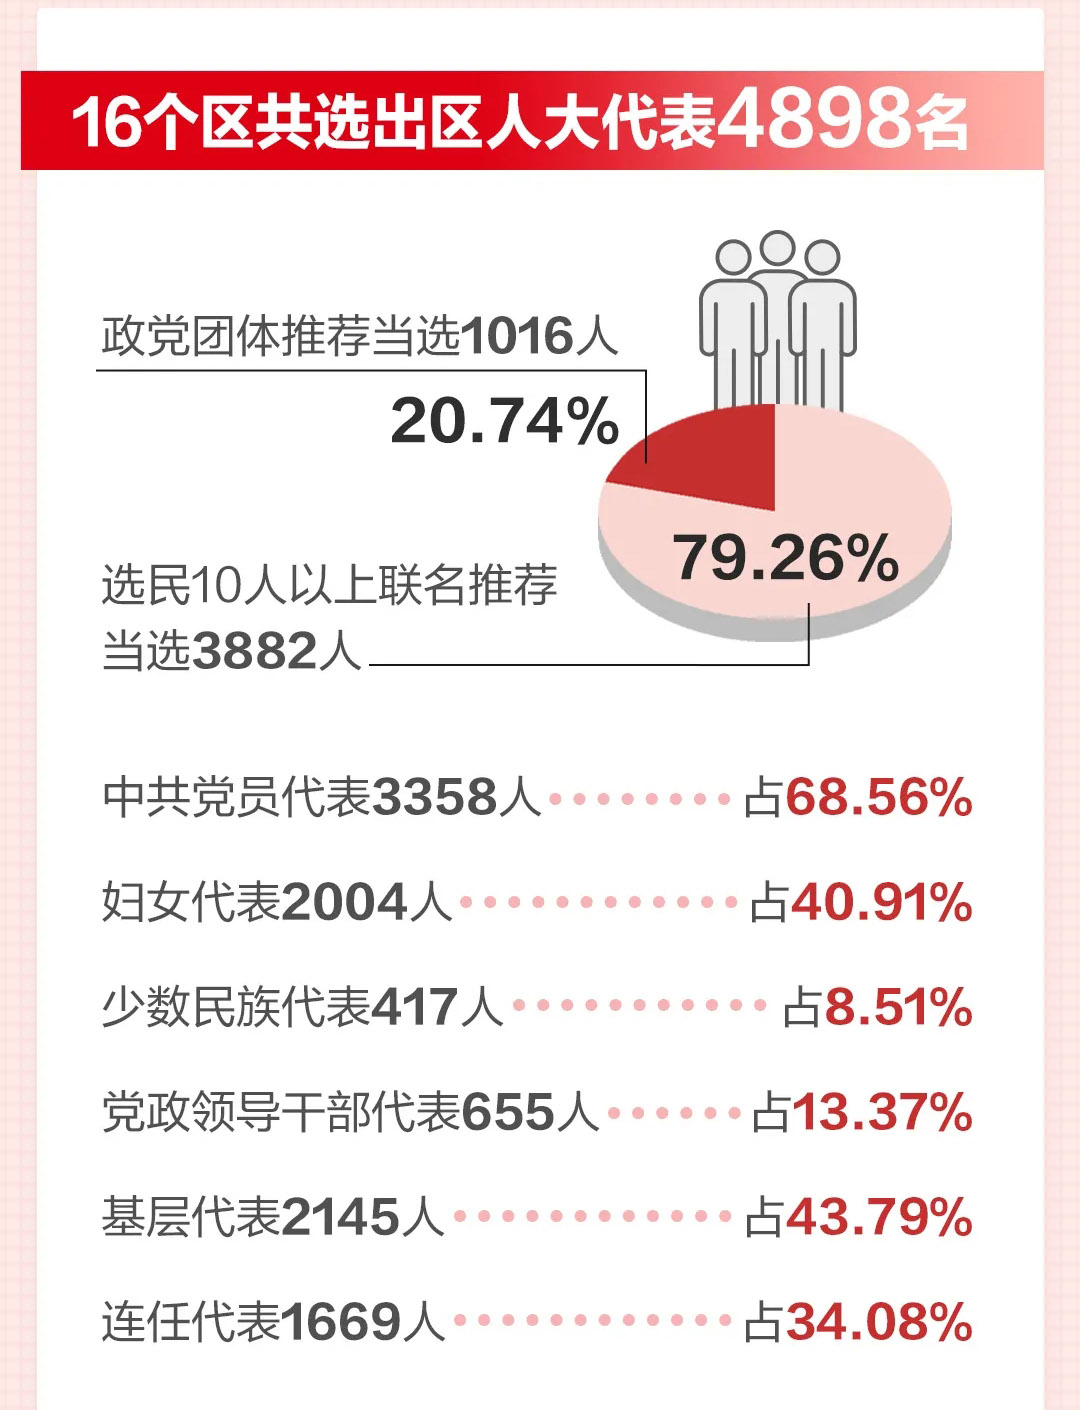 16个区共选出区人大代表4898名
政党团体推荐当选1016人
20.74%
79.26%
选民10人以上联名推荐
当选3882人
中共党员代表3358人 占68.56%
妇女代表2004人 占40.91%
少数民族代表417人 占8.51%
党政领导干部代表655人 占13.37%
基层代表2145人 占43.79%
连任代表1669人 占34.08%